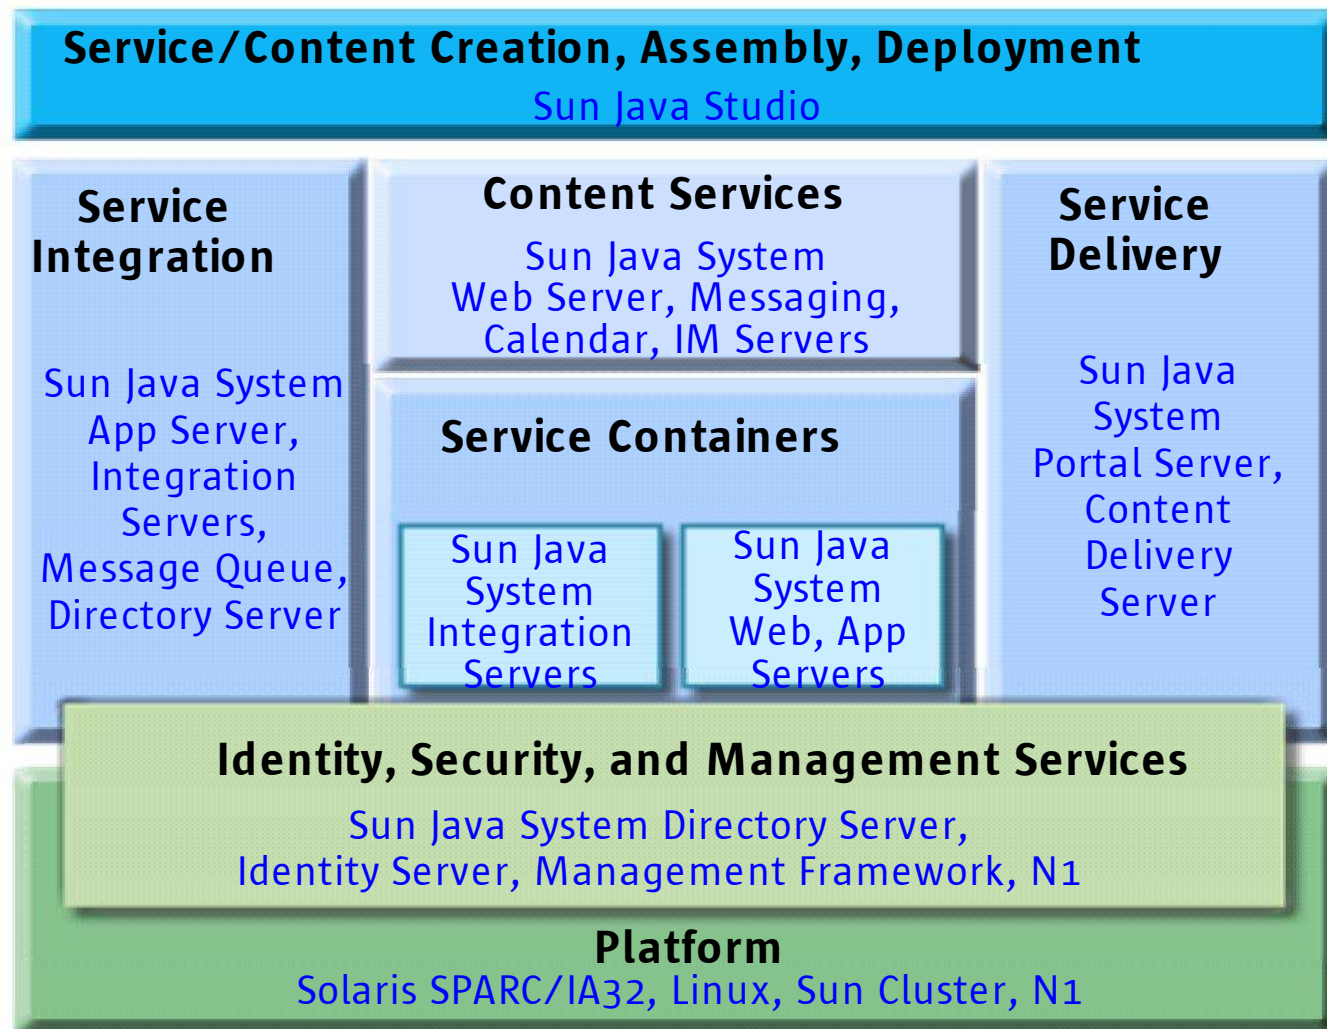 Service/Content Creation, Assembly, Deployment
Sun Java Studio
Service
Integration
Sun Java System
App Server,
Integration
Servers,
Message Queue,
Directory Server
Content Services
Sun Java System
Web Server, Messaging,
Calendar, IM Servers
Service Containers
Sun Java
System
Integration
Servers
Sun Java
System
Web, App
Servers
Service
Delivery
Sun Java
System
Portal Server,
Content
Delivery
Server
Identity, Security, and Management Services
Sun Java System Directory Server,
Identity Server, Management Framework, N1
Platform
Solaris SPARC/IA32, Linux, Sun Cluster, N1